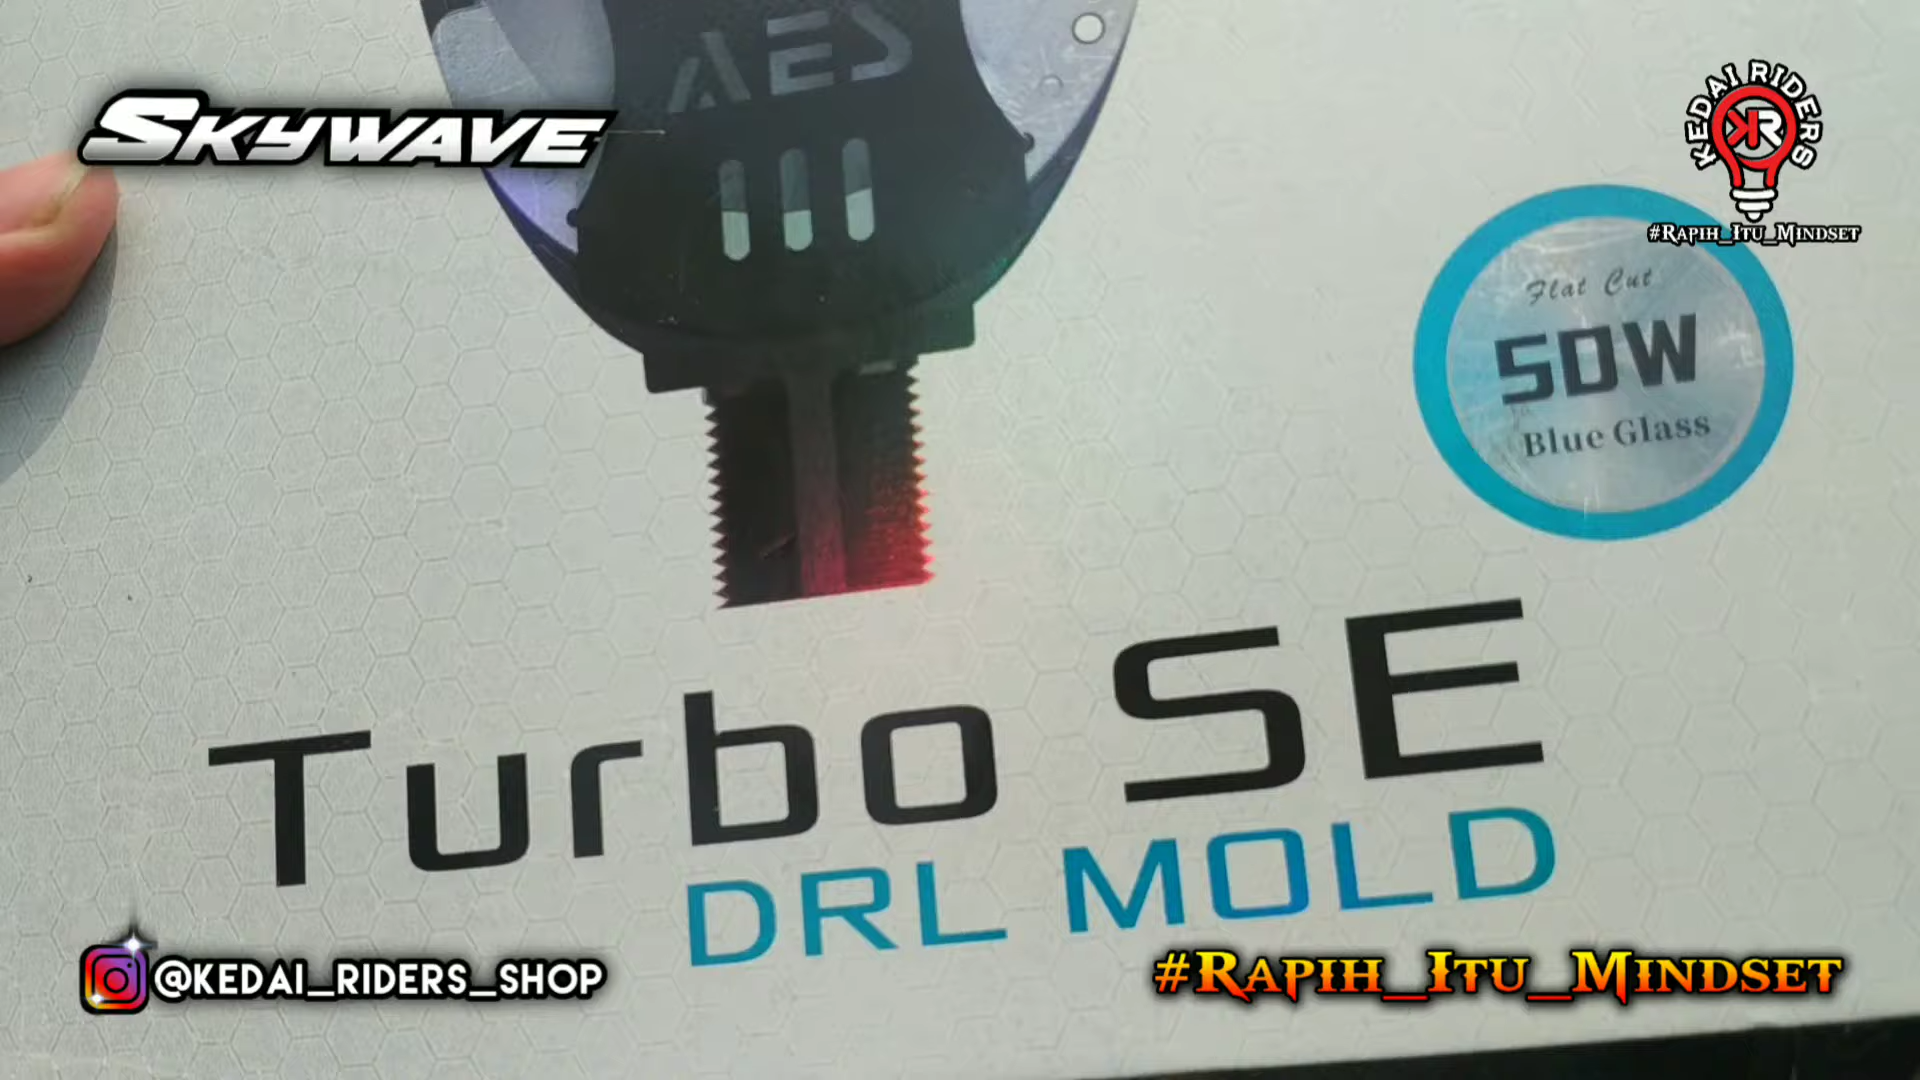 AES
SKYWAVE
KEDAI RIDERS
KR
#RAPIH_ITU_MINDSET
Flat Cut
50W
Blue Glass
Turbo SE
DRL MOLD
@KEDAI_RIDERS_SHOP
#RAPIH_ITU_MINDSET